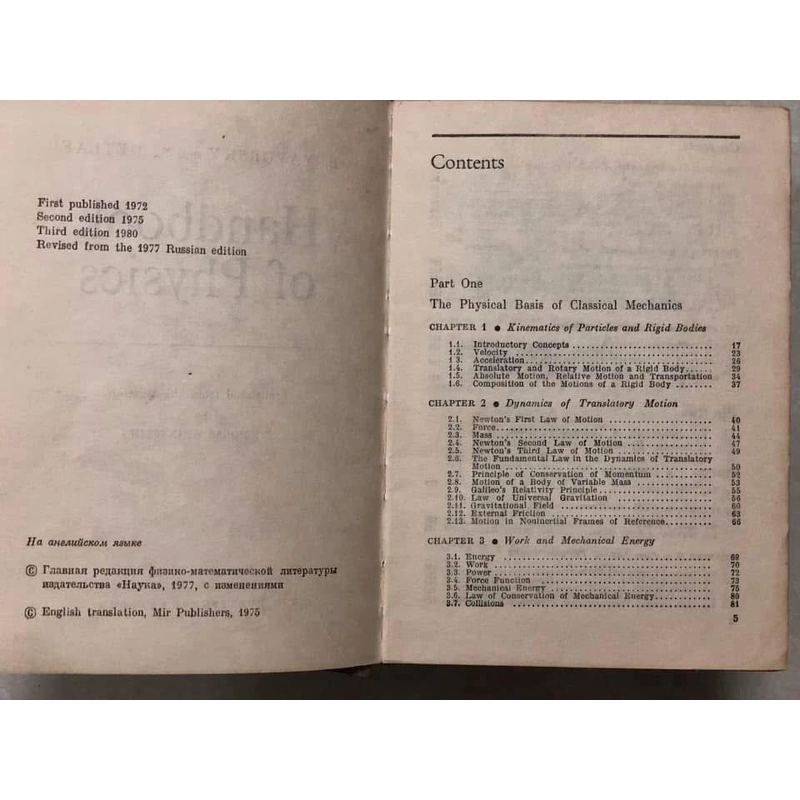 First published 1972
Second edition 1975
Third edition 1980
Revised from the 1977 Russian edition
На английском языке
© Главная редакция физико-математической литературы
издательства «Наука», 1977, с изменениями
© English translation, Mir Publishers, 1975
Contents
Part One
The Physical Basis of Classical Mechanics
CHAPTER 1 ● Kinematics of Particles and Rigid Bodies
1.1. Introductory Concepts ........................ 17
1.2. Velocity ........................ 23
1 3. Acceleration........................ 26
1.4. Translatory and Rotary Motion of a Rigid Body...... 29
1.5. Absolute Motion, Relative Motion and Transportation 34
1.6. Composition of the Motions of a Rigid Body ........ 37
CHAPTER 2 ● Dynamics of Translatory Motion
2.1. Newton's First Law of Motion .................... 40
2.2. Force........................ 41
2.3. Mass........................ 44
2.4. Newton's Second Law of Motion .................. 47
2.5. Newton's Third Law of Motion .................. 49
2.6. The Fundamental Law in the Dynamics of Translatory
Motion ........................ 50
2.7. Principle of Conservation of Momentum ............ 52
2.8. Motion of a Body of Variable Mass ................ 53
2.9. Galileo's Relativity Principle...................... 55
2.10. Law of Universal Gravitation .................... 56
2.11. Gravitational Field ........................ 60
2.12. External Friction ........................ 63
2.13. Motion in Noninertial Frames of Reference.......... 66
CHAPTER 3 ● Work and Mechanical Energy
3.1. Energy ........................ 69
3.2. Work ........................ 70
3.3. Power........................ 72
3.4. Force Function ........................ 73
3.5. Mechanical Energy ........................ 75
3.6. Law of Conservation of Mechanical Energy............ 80
3.7. Collisions ........................ 81
5